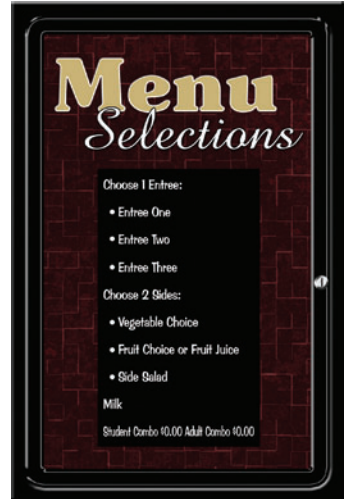 Menu
Selections
Choose 1 Entree:
• Entree One
• Entree Two
• Entree Three
Choose 2 Sides:
• Vegetable Choice
• Fruit Choice or Fruit Juice
• Side Salad
Milk
Student Combo $0.00 Adult Combo $0.00